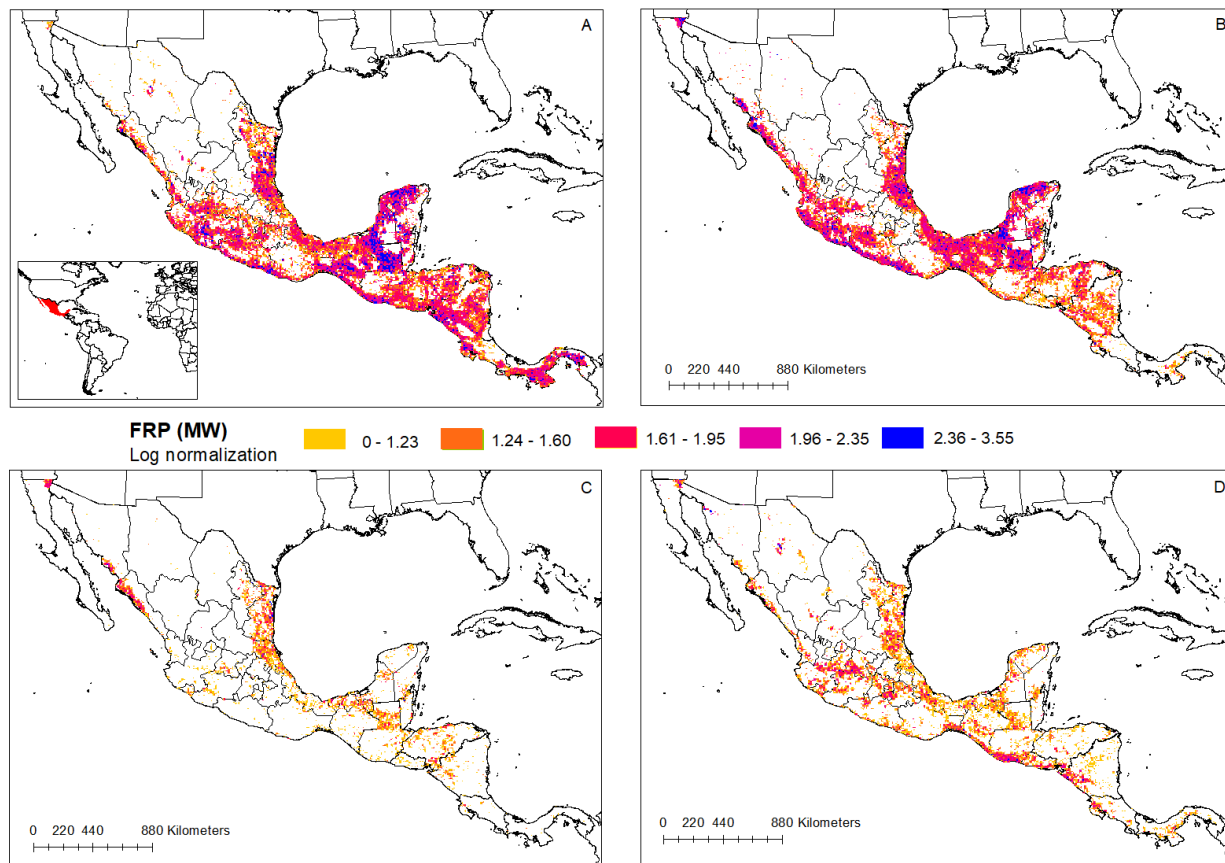 A
B
0 220 440 880 Kilometers
FRP (MW)
Log normalization
0 - 1.23
1.24 - 1.60
1.61 - 1.95
1.96 - 2.35
2.36 - 3.55
C
D
0 220 440 880 Kilometers
0 220 440 880 Kilometers